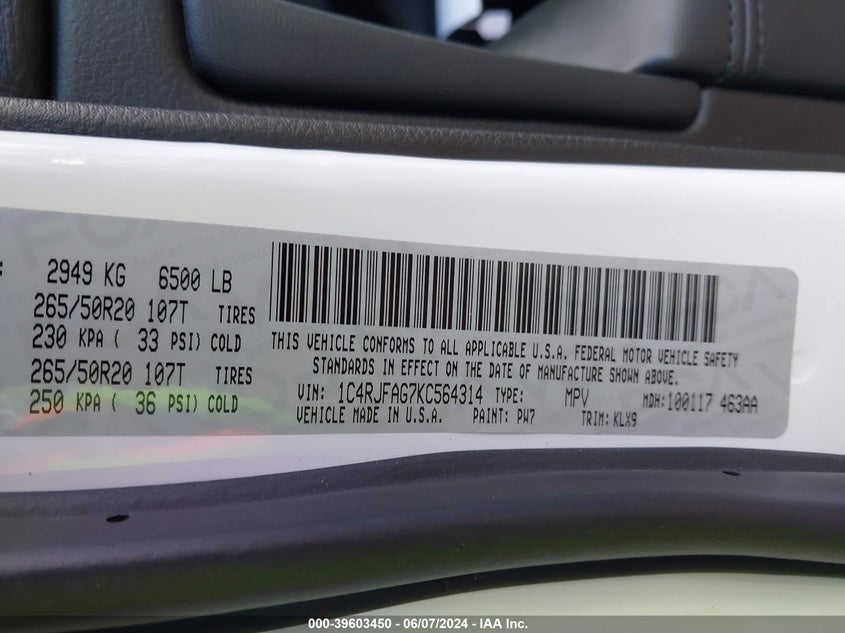 2949 KG 6500 LB
265/50R20 107T TIRES
230 KPA ( 33 PSI) COLD
265/50R20 107T TIRES
250 KPA ( 36 PSI) COLD
THIS VEHICLE CONFORMS TO ALL APPLICABLE U.S.A. FEDERAL MOTOR VEHICLE SAFETY
STANDARDS IN EFFECT ON THE DATE OF MANUFACTURE SHOWN ABOVE.
VIN: 1C4RJFAG7KC564314 TYPE: MPV MDH:100117 463AA
VEHICLE MADE IN U.S.A. PAINT: PW7 TRIM: KLX9
000-39603450 - 06/07/2024 - IAA Inc.